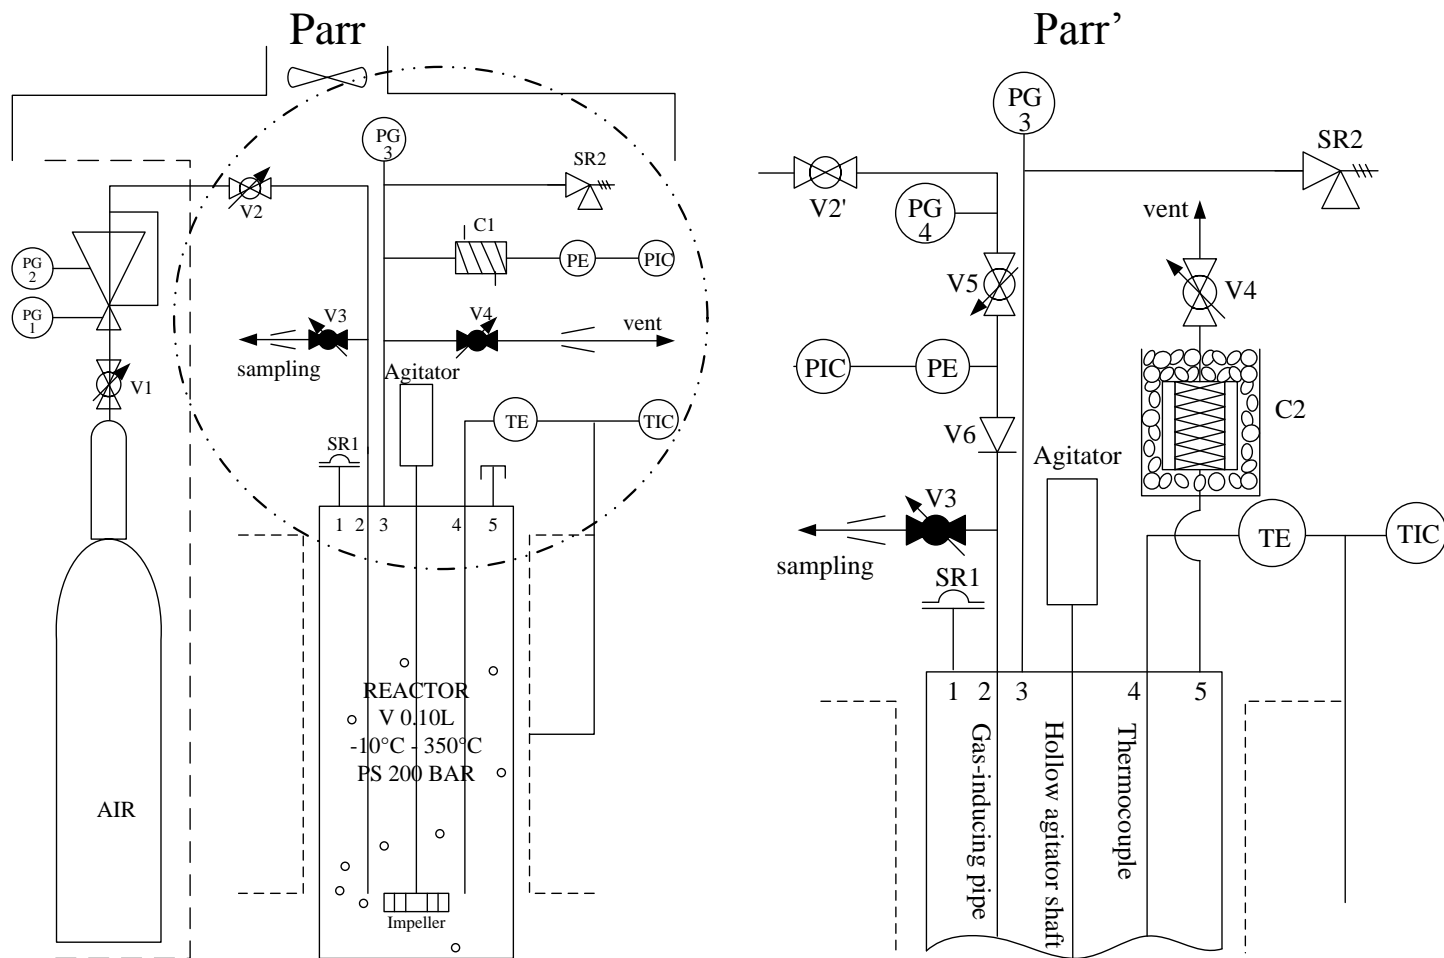 Parr
PG
3
SR2
V2
C1
PG
2
PE
PIC
PG
1
V3
V4
vent
sampling
Agitator
V1
TE
TIC
SR1
1
2
3
4
5
REACTOR
V 0.10L
-10°C - 350°C
PS 200 BAR
AIR
Impeller
Parr’
PG
3
SR2
V2'
PG
4
vent
V5
V4
PIC
PE
C2
V6
Agitator
V3
sampling
SR1
TE
TIC
1
2
3
4
5
Gas-inducing pipe
Hollow agitator shaft
Thermocouple